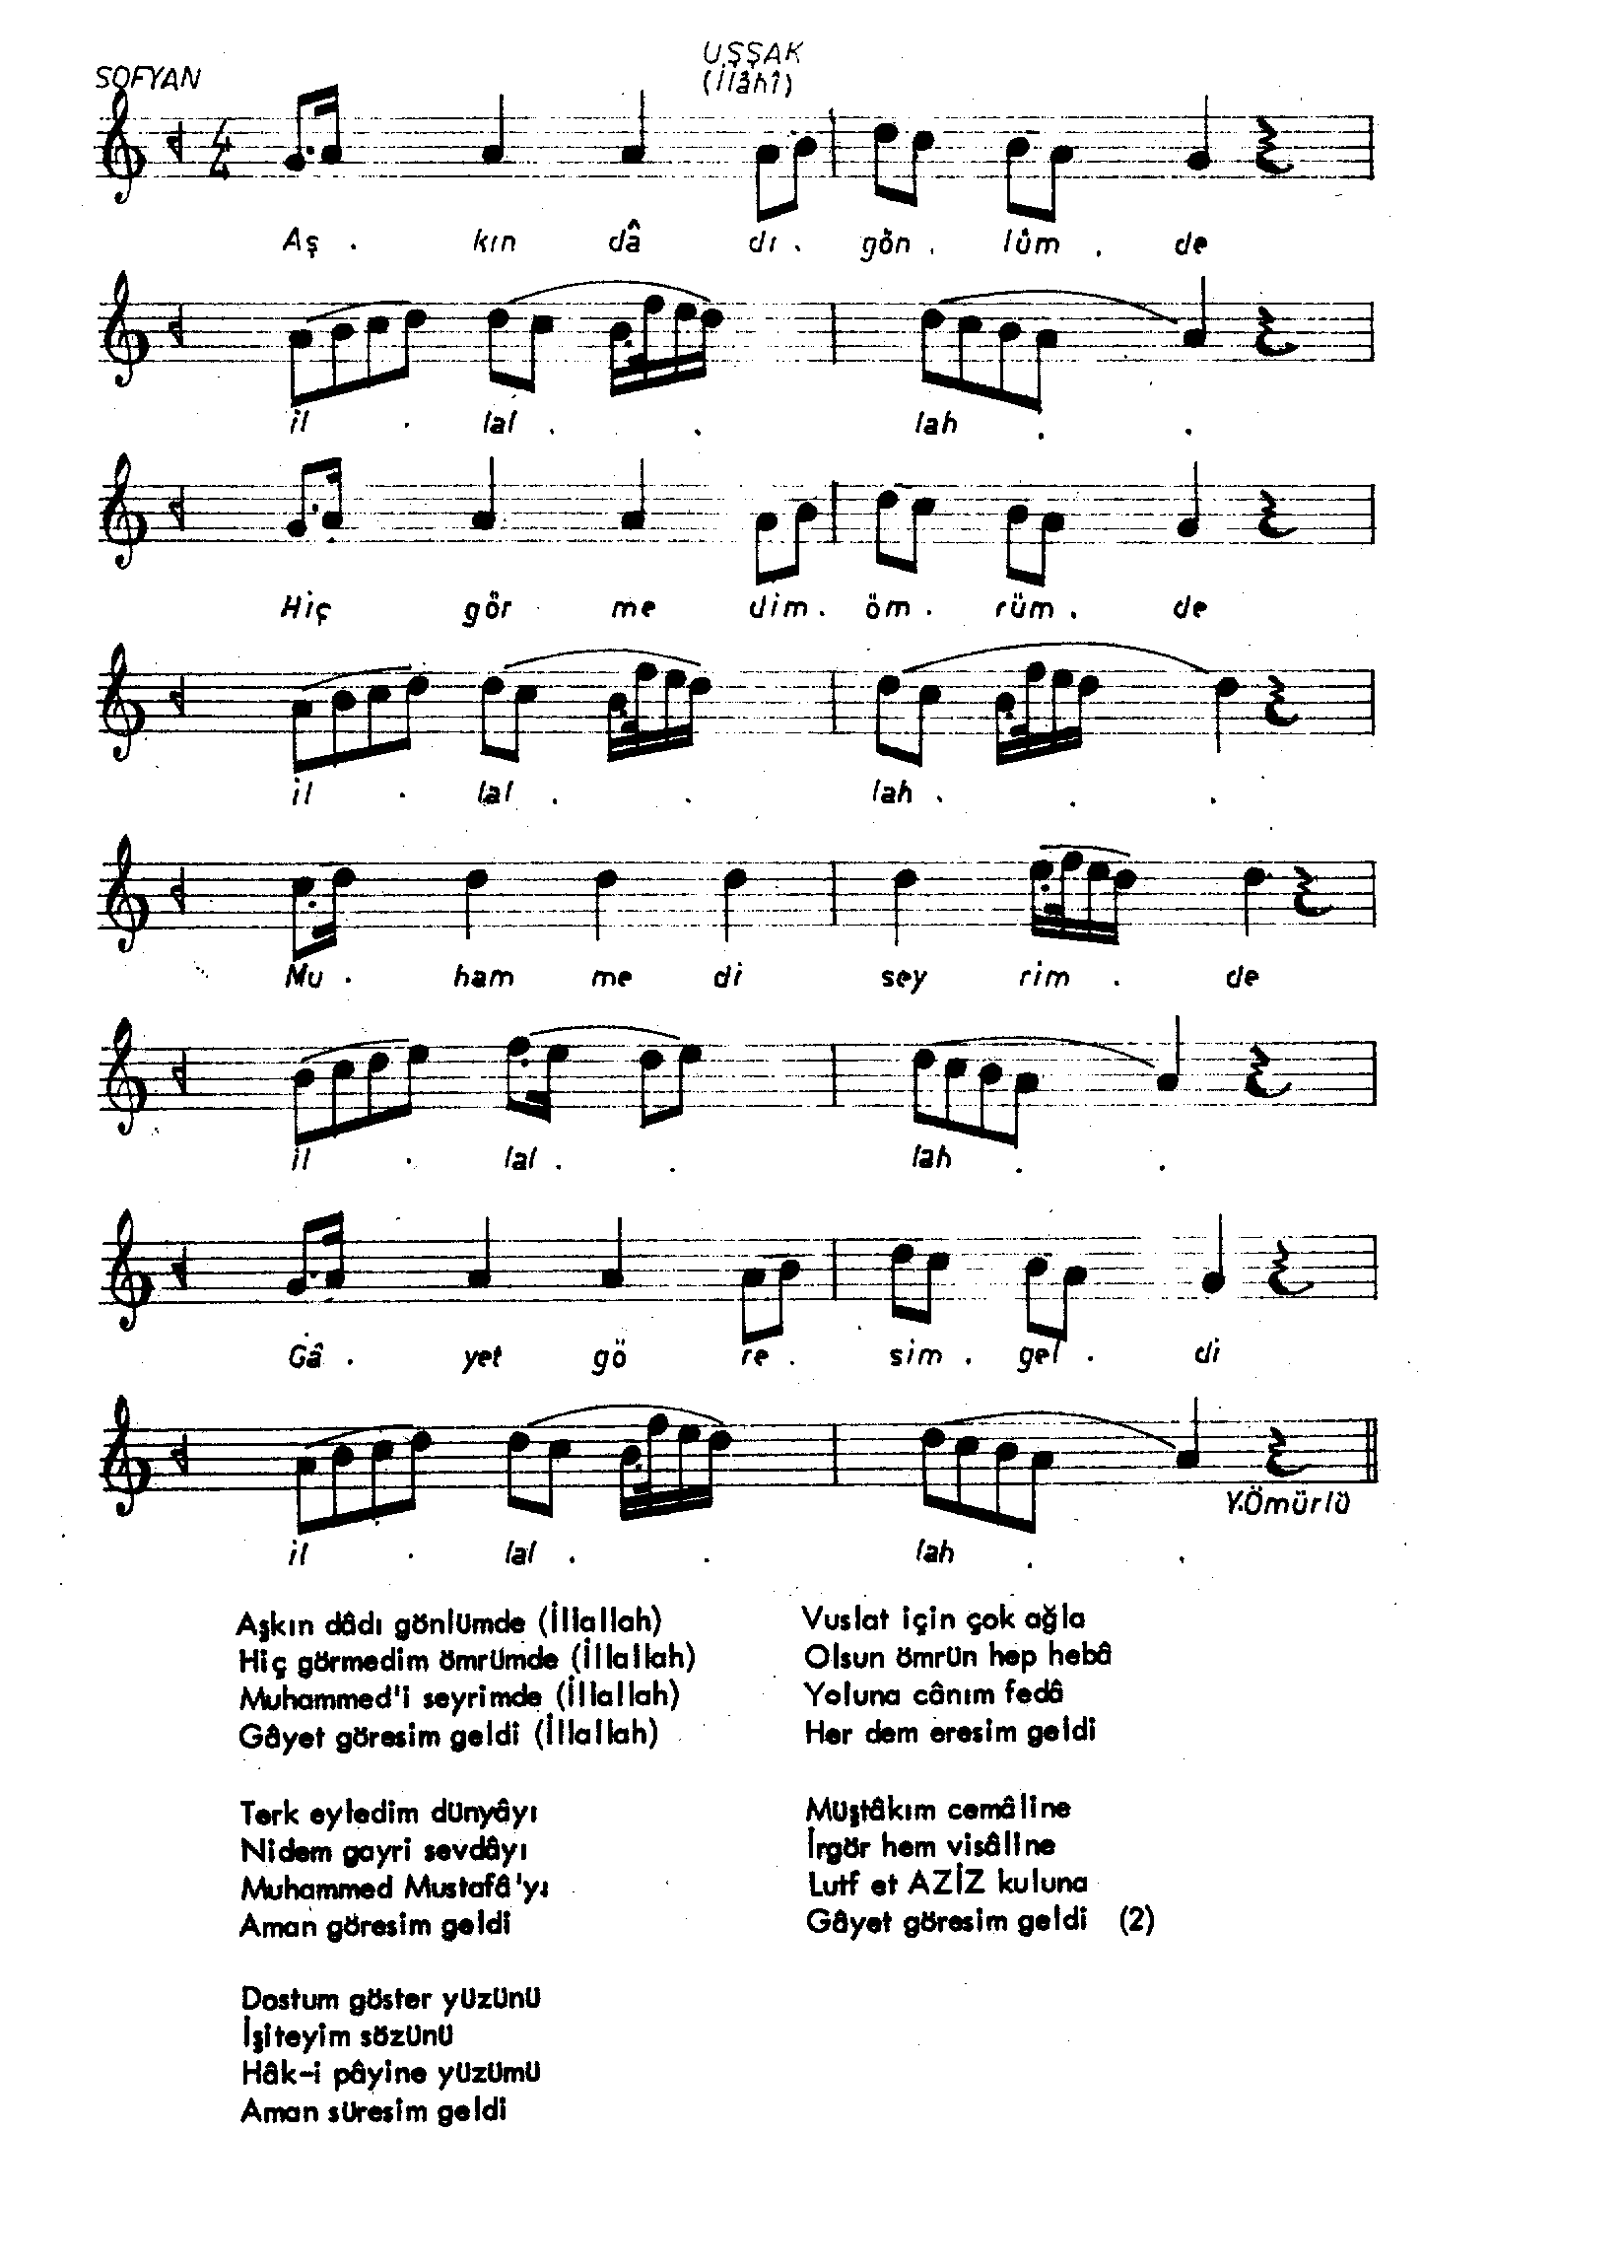 UŞŞAK
SOFYAN
(İlâhî)
4
4
Aş . kın dâ dı . gön . lüm . de
il . lal . . lah . .
Hiç gör me dim . öm . rüm . de
il . lal . . lah . . .
Mu . ham me di sey rim . de
il . lal . . lah . .
Gâ . yet gö re . sim . gel . di
Y.Ömürlü
il . lal . . lah . .
Aşkın dâdı gönlümde (İllallah)
Hiç görmedim ömrümde (İllallah)
Muhammed'i seyrimde (İllallah)
Gâyet göresim geldi (İllallah)
Terk eyledim dünyâyı
Nidem gayri sevdâyı
Muhammed Mustafâ'yı
Aman göresim geldi
Dostum göster yüzünü
İşiteyim sözünü
Hâk-i pâyine yüzümü
Aman süresim geldi
Vuslat için çok ağla
Olsun ömrün hep hebâ
Yoluna cânım fedâ
Her dem eresim geldi
Müştâkım cemâline
İrgör hem visâline
Lutf et AZİZ kuluna
Gâyet göresim geldi (2)